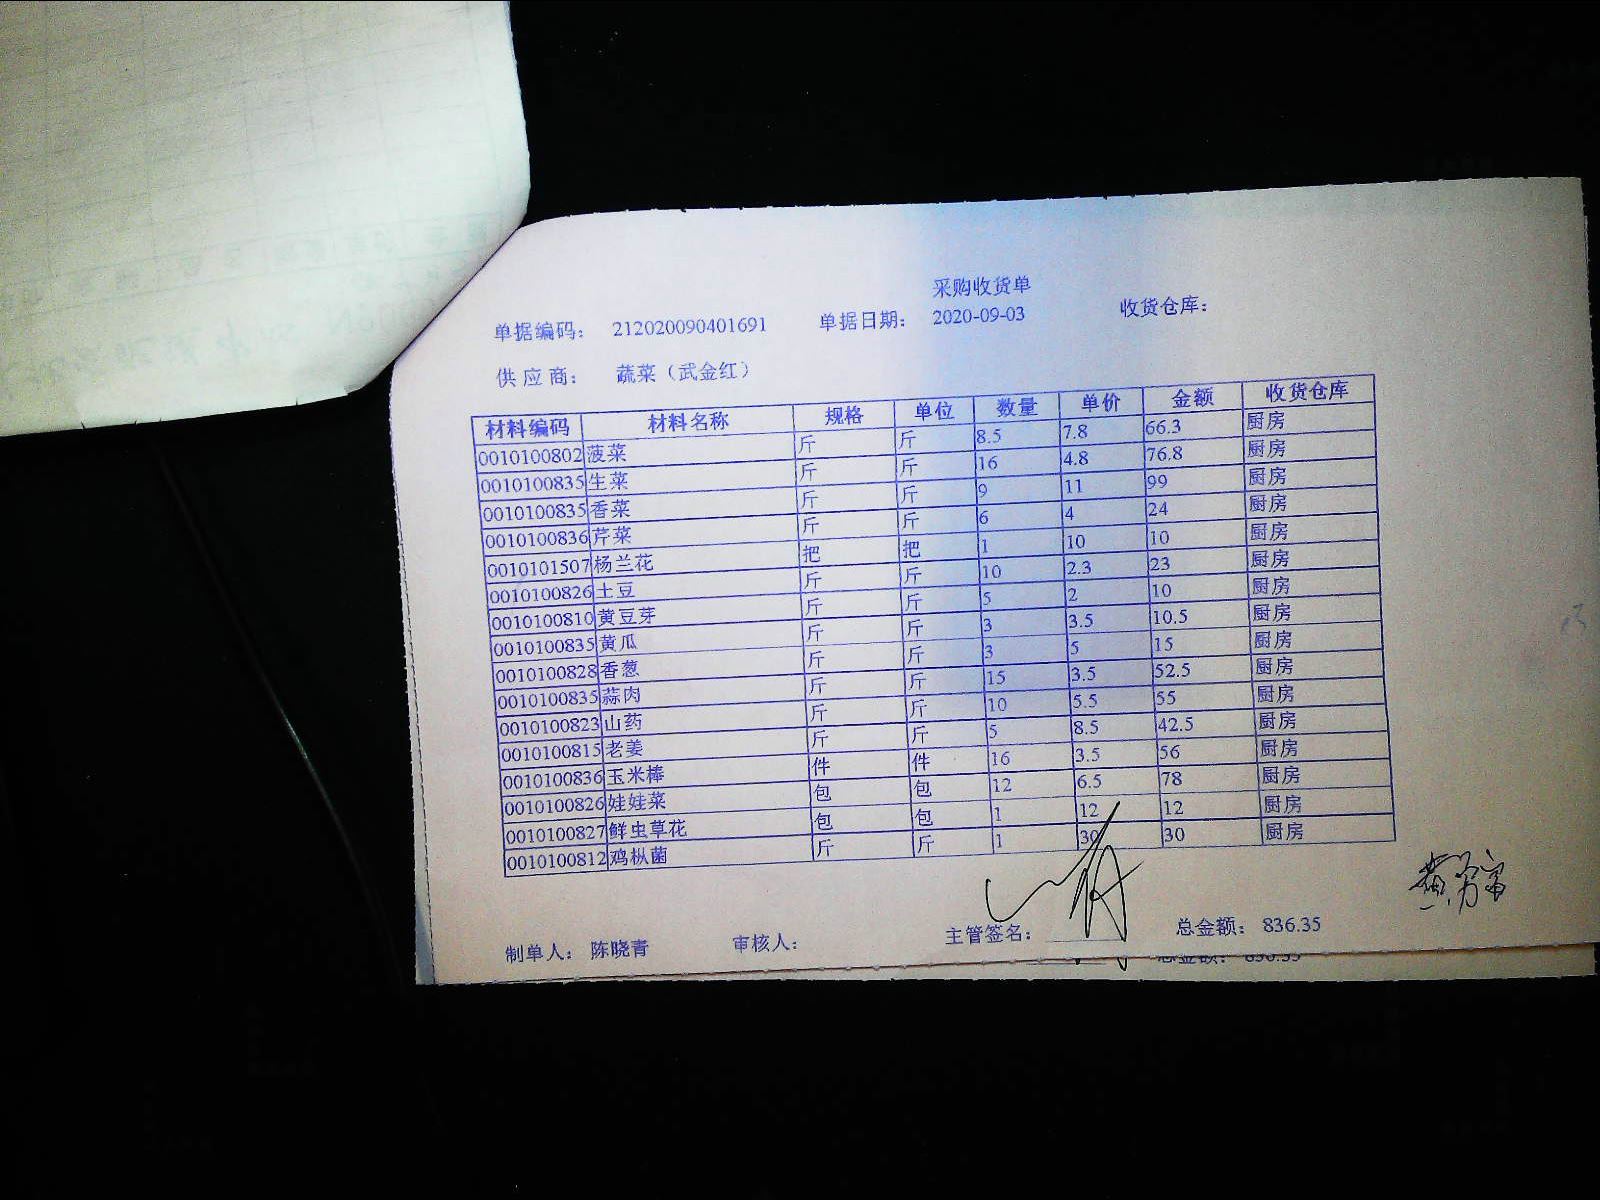 采购收货单
单据编码： 212020090401691 单据日期： 2020-09-03 收货仓库：
供 应 商： 蔬菜（武金红）
材料编码 材料名称 规格 单位 数量 单价 金额 收货仓库
0010100802 菠菜 斤 斤 8.5 7.8 66.3 厨房
0010100835 生菜 斤 斤 16 4.8 76.8 厨房
0010100835 香菜 斤 斤 9 11 99 厨房
0010100836 芹菜 斤 斤 6 4 24 厨房
0010101507 杨兰花 把 把 1 10 10 厨房
0010100826 土豆 斤 斤 10 2.3 23 厨房
0010100810 黄豆芽 斤 斤 5 2 10 厨房
0010100835 黄瓜 斤 斤 3 3.5 10.5 厨房
0010100828 香葱 斤 斤 3 5 15 厨房
0010100835 蒜肉 斤 斤 15 3.5 52.5 厨房
0010100823 山药 斤 斤 10 5.5 55 厨房
0010100815 老姜 斤 斤 5 8.5 42.5 厨房
0010100836 玉米棒 件 件 16 3.5 56 厨房
0010100826 娃娃菜 包 包 12 6.5 78 厨房
0010100827 鲜虫草花 包 包 1 12 12 厨房
0010100812 鸡枞菌 斤 斤 1 30 30 厨房
制单人： 陈晓青 审核人： 主管签名： 总金额： 836.35